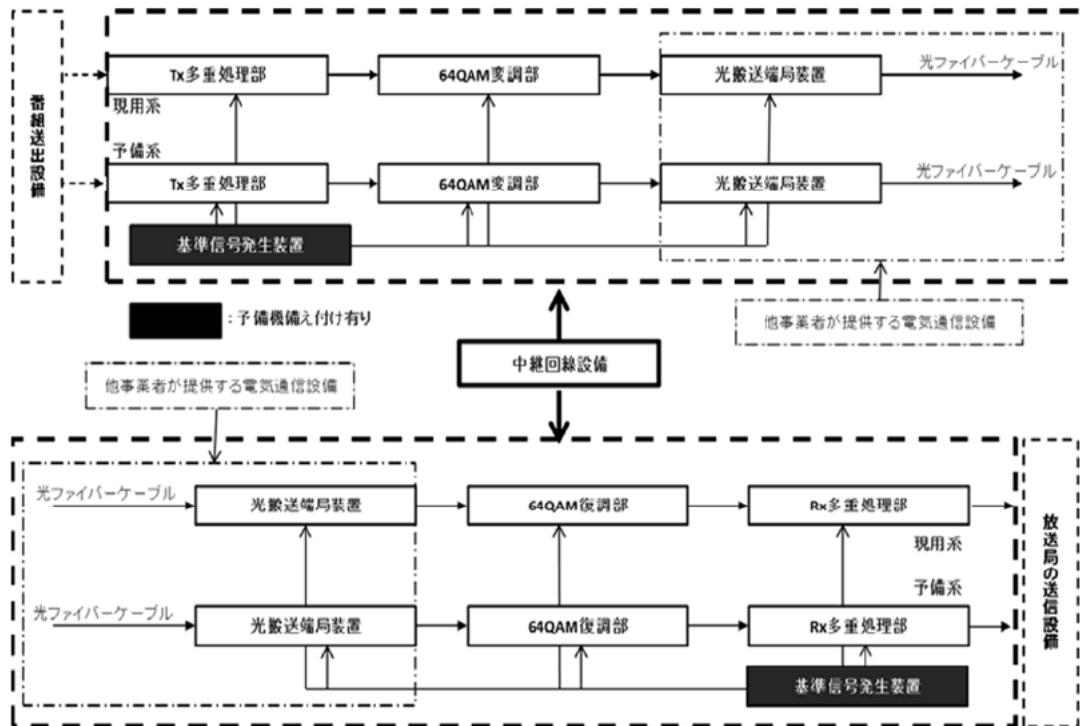 番組送出設備
Tx多重処理部
64QAM変調部
光搬送端局装置
光ファイバーケーブル
現用系
予備系
Tx多重処理部
64QAM変調部
光搬送端局装置
光ファイバーケーブル
基準信号発生装置
:予備機備え付け有り
他事業者が提供する電気通信設備
中継回線設備
他事業者が提供する電気通信設備
光ファイバーケーブル
光搬送端局装置
64QAM復調部
Rx多重処理部
現用系
予備系
光ファイバーケーブル
光搬送端局装置
64QAM復調部
Rx多重処理部
基準信号発生装置
放送局の送信設備